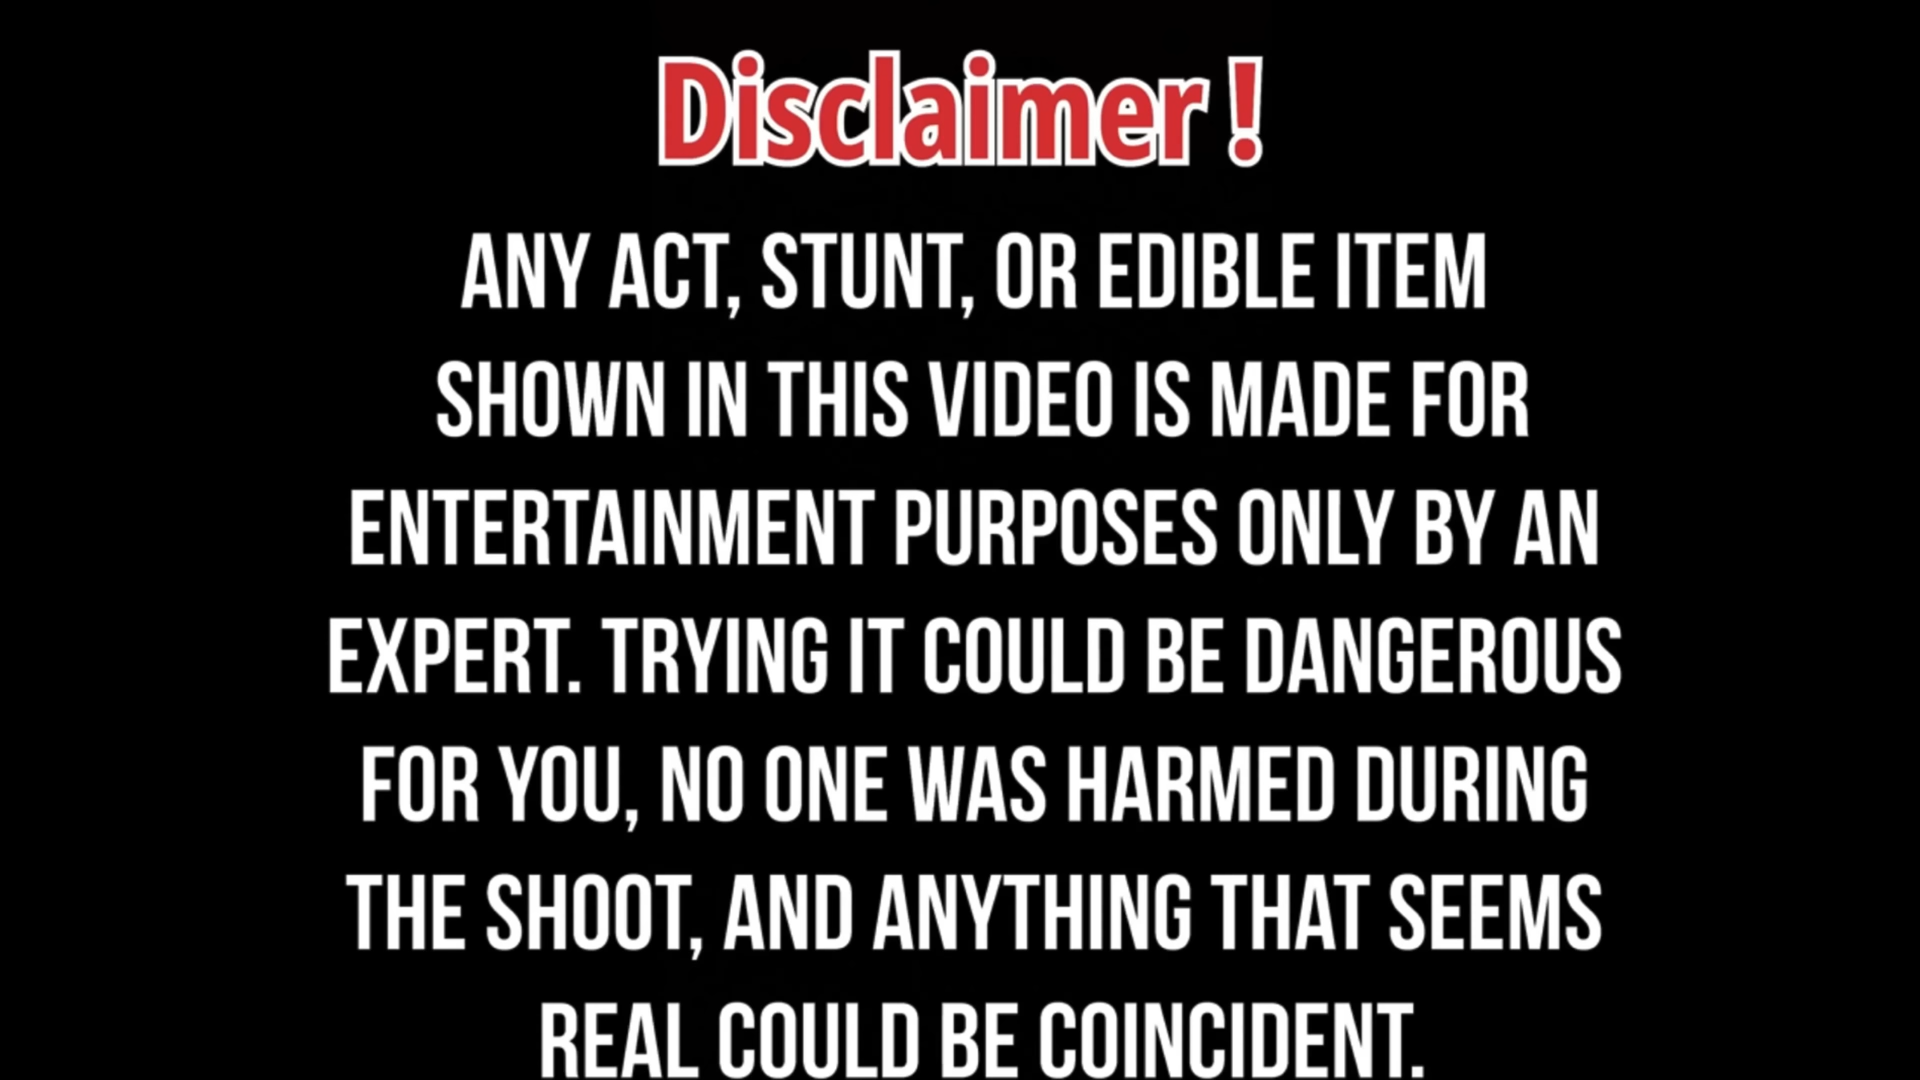 Disclaimer !
ANY ACT, STUNT, OR EDIBLE ITEM
SHOWN IN THIS VIDEO IS MADE FOR
ENTERTAINMENT PURPOSES ONLY BY AN
EXPERT. TRYING IT COULD BE DANGEROUS
FOR YOU, NO ONE WAS HARMED DURING
THE SHOOT, AND ANYTHING THAT SEEMS
REAL COULD BE COINCIDENT.